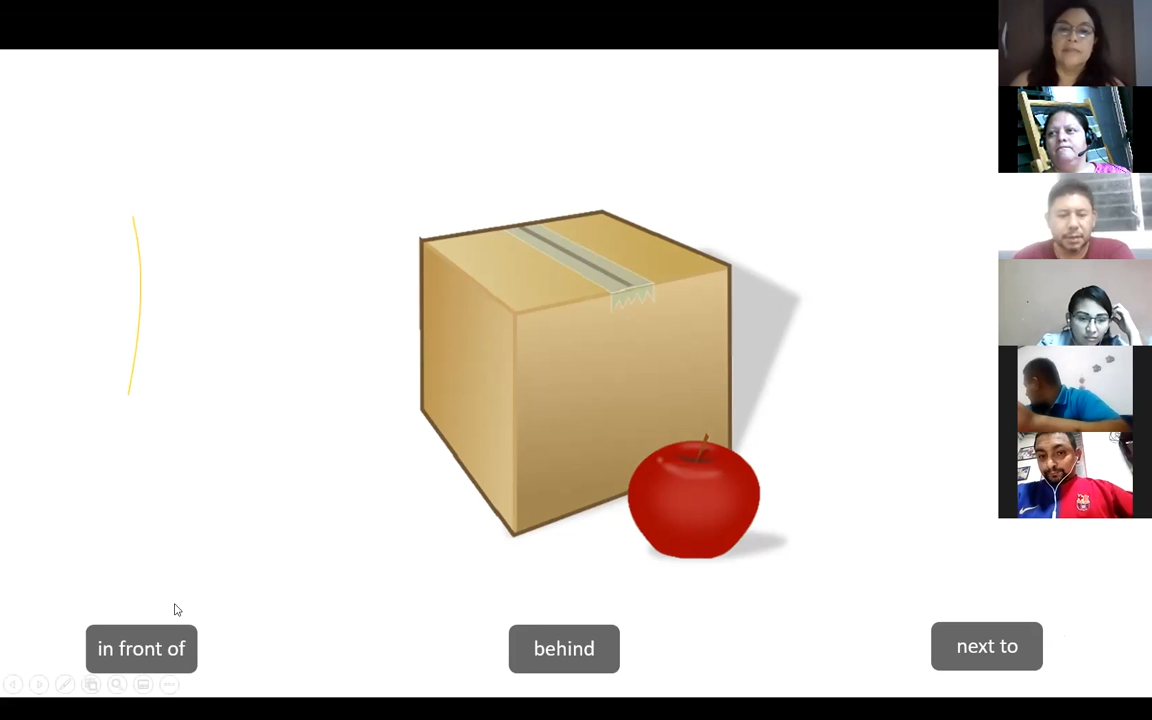 in front of
behind
next to